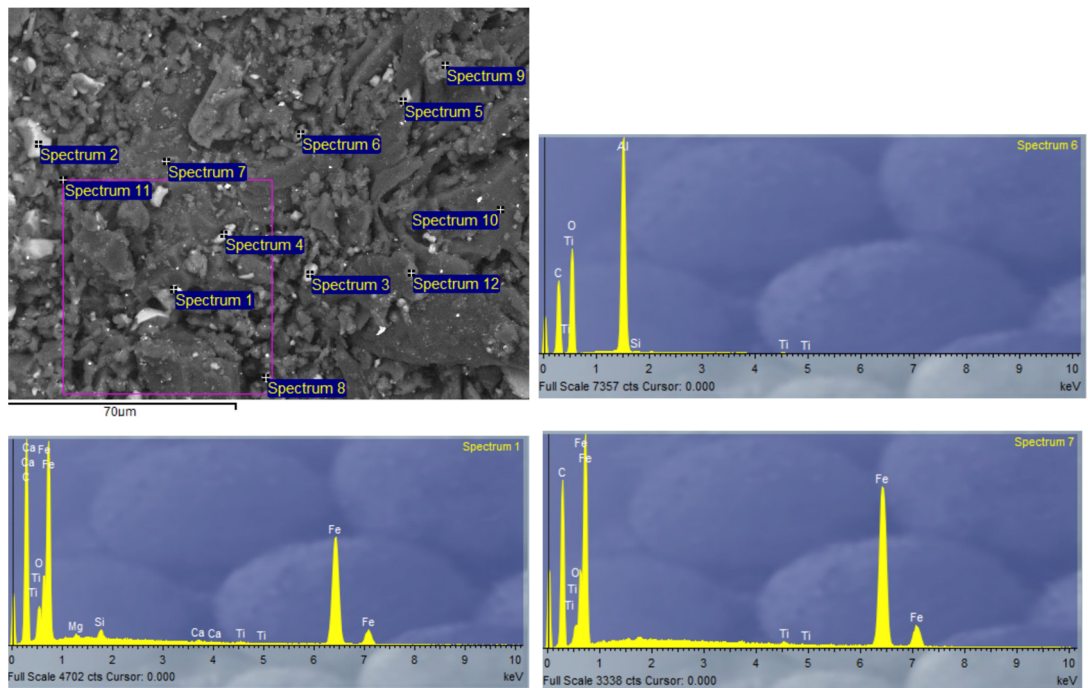 Spectrum 9
Spectrum 5
Spectrum 6
Spectrum 2
Spectrum 7
Spectrum 11
Spectrum 10
Spectrum 4
Spectrum 3
Spectrum 12
Spectrum 1
Spectrum 8
70um
Spectrum 6
Al
O
Ti
C
Ti
Si
Ti
Ti
0 1 2 3 4 5 6 7 8 9 10
Full Scale 7357 cts Cursor: 0.000 keV
Spectrum 1
Ca Fe
Ca Fe
C
Fe
O
Ti
Ti
Mg
Si
Ca
Ca
Ti
Ti
Fe
0 1 2 3 4 5 6 7 8 9 10
Full Scale 4702 cts Cursor: 0.000 keV
Spectrum 7
Fe
Fe
C
Fe
O
Ti
Ti
Ti
Ti
Fe
0 1 2 3 4 5 6 7 8 9 10
Full Scale 3338 cts Cursor: 0.000 keV